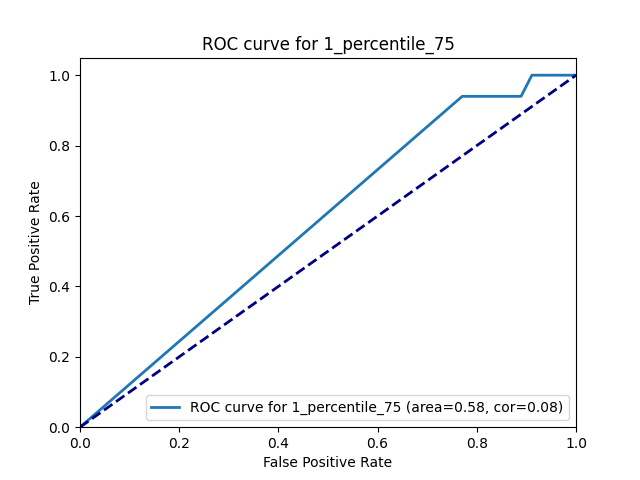 ROC curve for 1_percentile_75
1.0
0.8
0.6
0.4
0.2
0.0
True Positive Rate
ROC curve for 1_percentile_75 (area=0.58, cor=0.08)
0.0 0.2 0.4 0.6 0.8 1.0
False Positive Rate